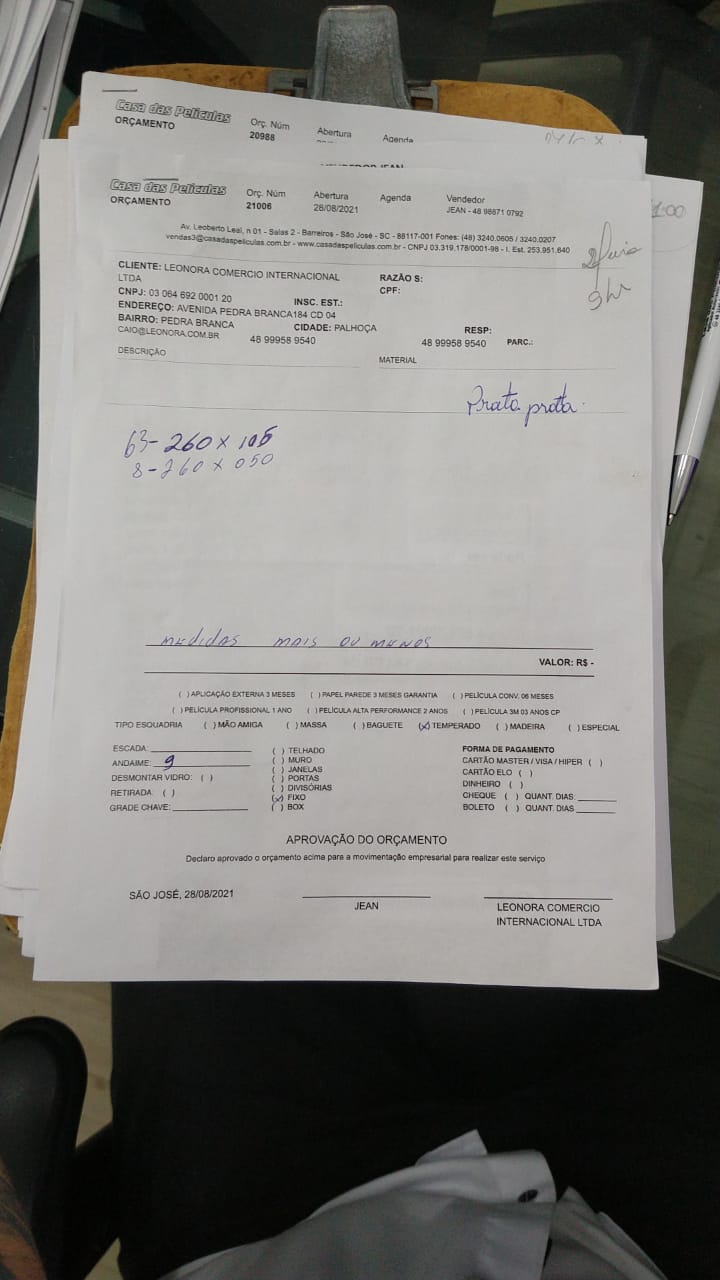 Casa das Películas
ORÇAMENTO
Orç. Núm
20988
Abertura
Agenda
1:00
Casa das Películas
ORÇAMENTO
Orç. Núm
21006
Abertura
28/08/2021
Agenda
Vendedor
JEAN - 48 98871 0792
Av. Leoberto Leal, n 01 - Salas 2 - Barreiros - São José - SC - 88117-001 Fones: (48) 3240.0605 / 3240.0207
vendas3@casadaspeliculas.com.br - www.casadaspeliculas.com.br - CNPJ 03.319.178/0001-98 - I. Est. 253.951.640
9hr
CLIENTE: LEONORA COMERCIO INTERNACIONAL
LTDA
RAZÃO S:
CNPJ: 03 064 692 0001 20
INSC. EST.:
CPF:
ENDEREÇO: AVENIDA PEDRA BRANCA184 CD 04
BAIRRO: PEDRA BRANCA
CIDADE: PALHOÇA
RESP:
CAIO@LEONORA.COM.BR
48 99958 9540
48 99958 9540
PARC.:
DESCRIÇÃO
MATERIAL
Prata prata.
63 - 260 x 105
8 - 260 x 050
MEDIDAS MAIS OU MENOS
VALOR: R$ -
( ) APLICAÇÃO EXTERNA 3 MESES ( ) PAPEL PAREDE 3 MESES GARANTIA ( ) PELÍCULA CONV. 06 MESES
( ) PELÍCULA PROFISSIONAL 1 ANO ( ) PELÍCULA ALTA PERFORMANCE 2 ANOS ( ) PELÍCULA 3M 03 ANOS CP
TIPO ESQUADRIA ( ) MÃO AMIGA ( ) MASSA ( ) BAGUETE (x) TEMPERADO ( ) MADEIRA ( ) ESPECIAL
ESCADA:
ANDAIME: 9
DESMONTAR VIDRO: ( )
RETIRADA: ( )
GRADE CHAVE:
( ) TELHADO
( ) MURO
( ) JANELAS
( ) PORTAS
( ) DIVISÓRIAS
(x) FIXO
( ) BOX
FORMA DE PAGAMENTO
CARTÃO MASTER / VISA / HIPER ( )
CARTÃO ELO ( )
DINHEIRO ( )
CHEQUE ( ) QUANT. DIAS:
BOLETO ( ) QUANT. DIAS
APROVAÇÃO DO ORÇAMENTO
Declaro aprovado o orçamento acima para a movimentação empresarial para realizar este serviço
SÃO JOSÉ, 28/08/2021
JEAN
LEONORA COMERCIO
INTERNACIONAL LTDA